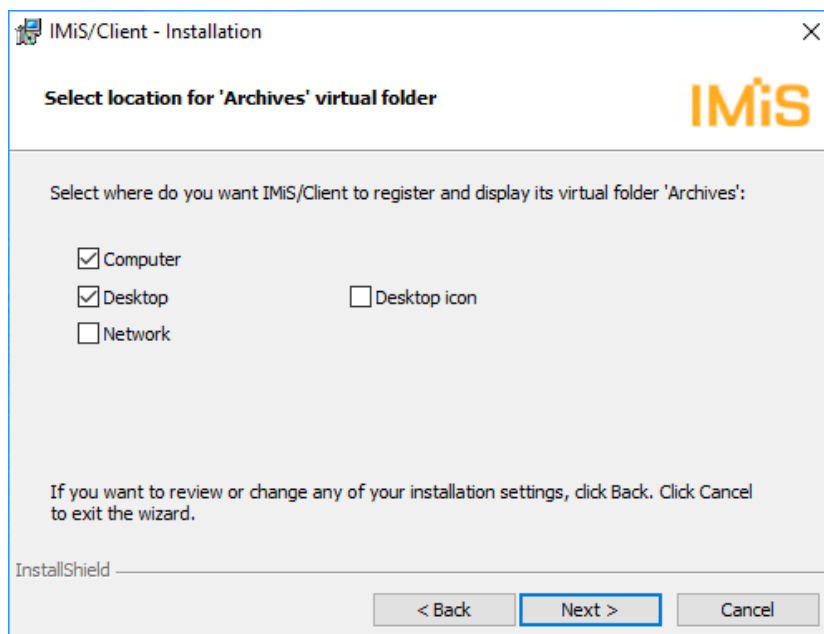 IMiS/Client - Installation
Select location for 'Archives' virtual folder
IMiS
Select where do you want IMiS/Client to register and display its virtual folder 'Archives':
Computer
Desktop
Desktop icon
Network
If you want to review or change any of your installation settings, click Back. Click Cancel
to exit the wizard.
InstallShield
< Back
Next >
Cancel